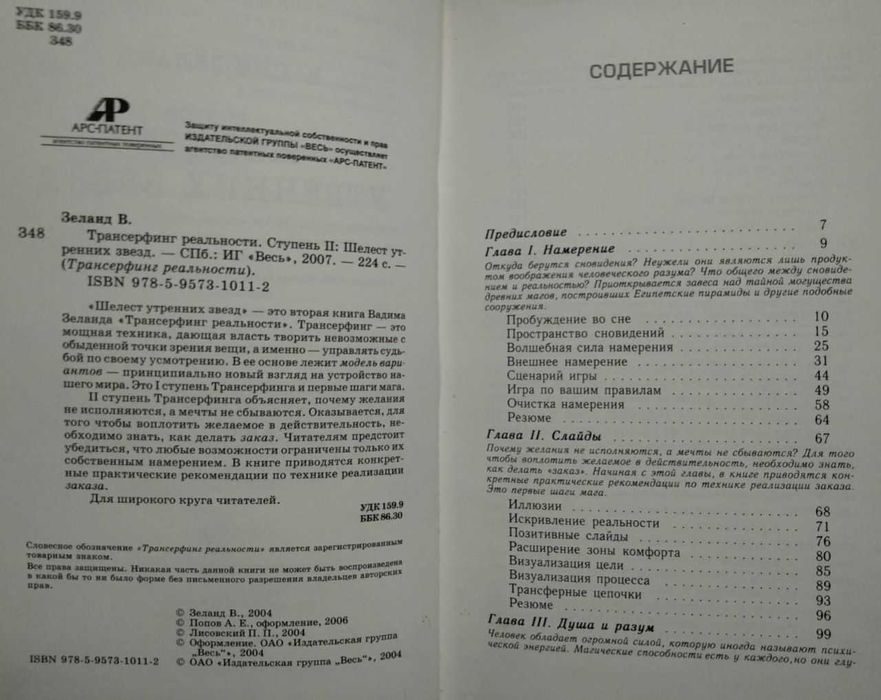 УДК 159.9
ББК 86.30
З48
АР
АРС-ПАТЕНТ
агентство патентных поверенных
Защиту интеллектуальной собственности и прав
ИЗДАТЕЛЬСКОЙ ГРУППЫ «ВЕСЬ» осуществляет
агентство патентных поверенных «АРС-ПАТЕНТ»
Зеланд В.
З48
Трансерфинг реальности. Ступень II: Шелест ут-
ренних звезд. — СПб.: ИГ «Весь», 2007. — 224 с. —
(Трансерфинг реальности).
ISBN 978-5-9573-1011-2
«Шелест утренних звезд» — это вторая книга Вадима
Зеланда «Трансерфинг реальности». Трансерфинг — это
мощная техника, дающая власть творить невозможные с
обыденной точки зрения вещи, а именно — управлять судь-
бой по своему усмотрению. В ее основе лежит модель вари-
антов — принципиально новый взгляд на устройство на-
шего мира. Это I ступень Трансерфинга и первые шаги мага.
II ступень Трансерфинга объясняет, почему желания
не исполняются, а мечты не сбываются. Оказывается, для
того чтобы воплотить желаемое в действительность, не-
обходимо знать, как делать заказ. Читателям предстоит
убедиться, что любые возможности ограничены только их
собственным намерением. В книге приводятся конкрет-
ные практические рекомендации по технике реализации
заказа.
Для широкого круга читателей.
УДК 159.9
ББК 86.30
Словесное обозначение «Трансерфинг реальности» является зарегистрированным
товарным знаком.
Все права защищены. Никакая часть данной книги не может быть воспроизведена
в какой бы то ни было форме без письменного разрешения владельцев авторских
прав.
© Зеланд В., 2004
© Попов А. Е., оформление, 2006
© Лисовский П. П., 2004
© Оформление. ОАО «Издательская группа
„Весь“», 2004
ISBN 978-5-9573-1011-2 © ОАО «Издательская группа „Весь“», 2004
СОДЕРЖАНИЕ
Предисловие 7
Глава I. Намерение 9
Откуда берутся сновидения? Неужели они являются лишь продук-
том воображения человеческого разума? Что общего между сновиде-
нием и реальностью? Приоткрывается завеса над тайной могущества
древних магов, построивших Египетские пирамиды и другие подобные
сооружения.
Пробуждение во сне 10
Пространство сновидений 15
Волшебная сила намерения 25
Внешнее намерение 31
Сценарий игры 44
Игра по вашим правилам 49
Очистка намерения 58
Резюме 64
Глава II. Слайды 67
Почему желания не исполняются, а мечты не сбываются? Для того
чтобы воплотить желаемое в действительность, необходимо знать,
как делать «заказ». Начиная с этой главы, в книге приводятся кон-
кретные практические рекомендации по технике реализации заказа.
Это первые шаги мага.
Иллюзии 68
Искривление реальности 71
Позитивные слайды 76
Расширение зоны комфорта 80
Визуализация цели 85
Визуализация процесса 89
Трансферные цепочки 93
Резюме 96
Глава III. Душа и разум 99
Человек обладает огромной силой, которую иногда называют психи-
ческой энергией. Магические способности есть у каждого, но они глу-